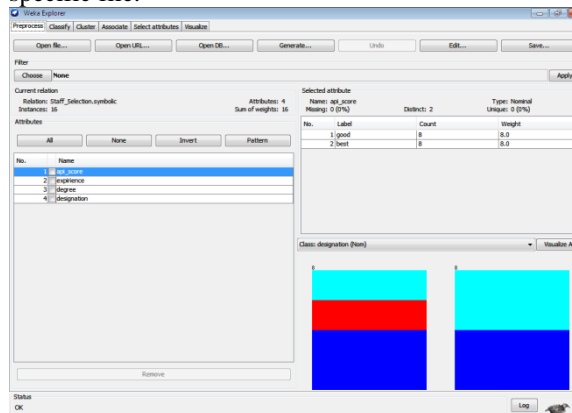 specific file.
Weka Explorer
Preprocess Classify Cluster Associate Select attributes Visualize
Open file... Open URL... Open DB... Generate... Undo Edit... Save...
Filter
Choose None Apply
Current relation
Relation: Staff_Selection.symbolic Attributes: 4
Instances: 16 Sum of weights: 16
Attributes
All None Invert Pattern
No. Name
1 api_score
2 expirience
3 degree
4 designation
Remove
Selected attribute
Name: api_score Type: Nominal
Missing: 0 (0%) Distinct: 2 Unique: 0 (0%)
No. Label Count Weight
1 good 8 8.0
2 best 8 8.0
Class: designation (Nom) Visualize A
8 8
Status
OK Log